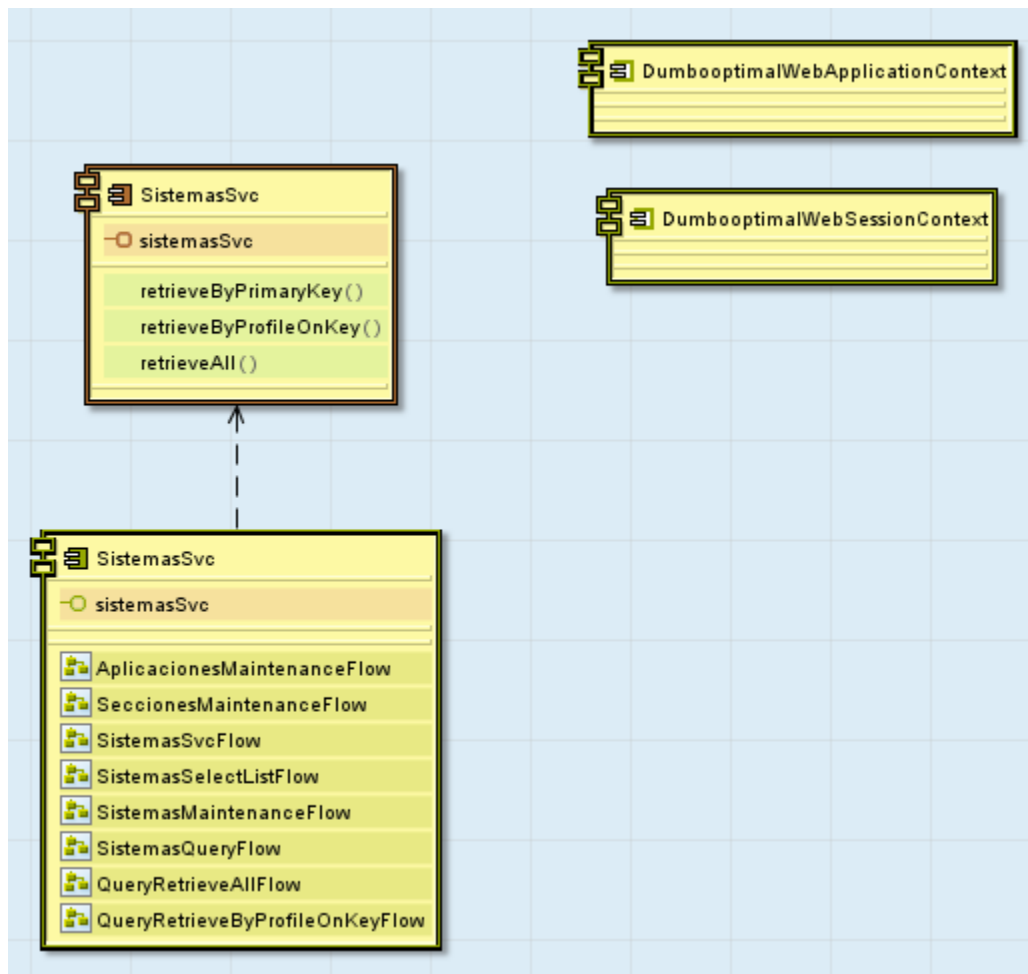 DumbooptimalWebApplicationContext
DumbooptimalWebSessionContext
SistemasSvc
sistemasSvc
retrieveByPrimaryKey()
retrieveByProfileOnKey()
retrieveAll()
SistemasSvc
sistemasSvc
AplicacionesMaintenanceFlow
SeccionesMaintenanceFlow
SistemasSvcFlow
SistemasSelectListFlow
SistemasMaintenanceFlow
SistemasQueryFlow
QueryRetrieveAllFlow
QueryRetrieveByProfileOnKeyFlow